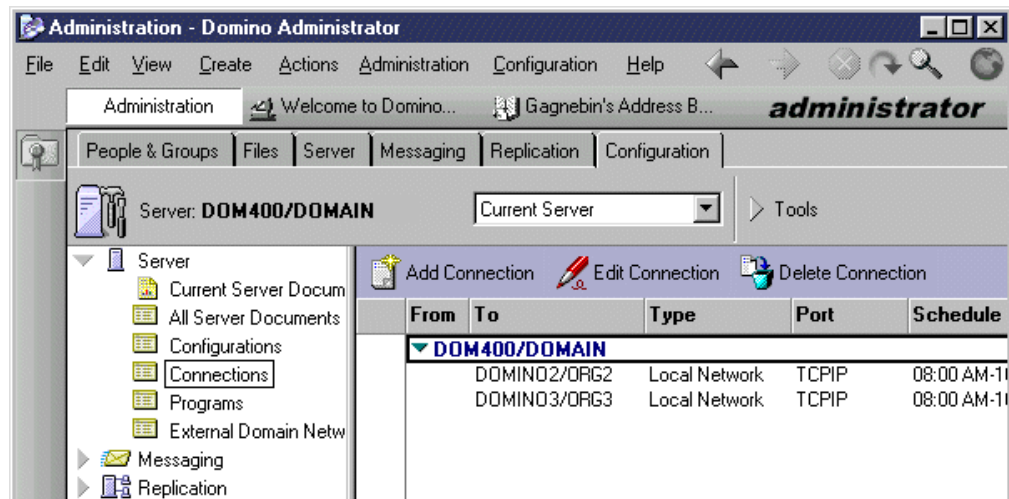 Administration - Domino Administrator
File Edit View Create Actions Administration Configuration Help
Administration Welcome to Domino... Gagnebin's Address B... administrator
People & Groups Files Server Messaging Replication Configuration
Server: DOM400/DOMAIN Current Server Tools
Server
Current Server Docum
All Server Documents
Configurations
Connections
Programs
External Domain Netw
Messaging
Replication
Add Connection Edit Connection Delete Connection
From To Type Port Schedule
DOM400/DOMAIN
DOMINO2/ORG2 Local Network TCPIP 08:00 AM-1
DOMINO3/ORG3 Local Network TCPIP 08:00 AM-1